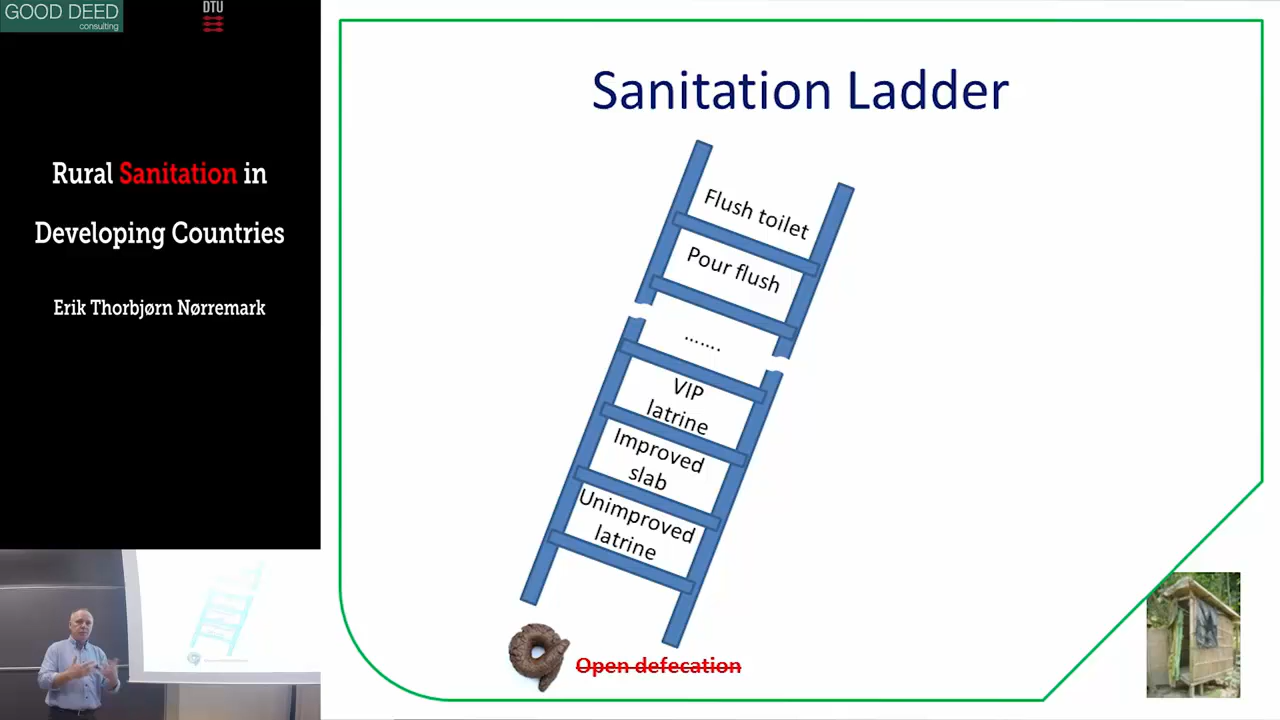 GOOD DEED
consulting
DTU
Rural Sanitation in
Developing Countries
Erik Thorbjørn Nørremark
Sanitation Ladder
Flush toilet
Pour flush
.......
VIP
latrine
Improved
slab
Unimproved
latrine
Open defecation